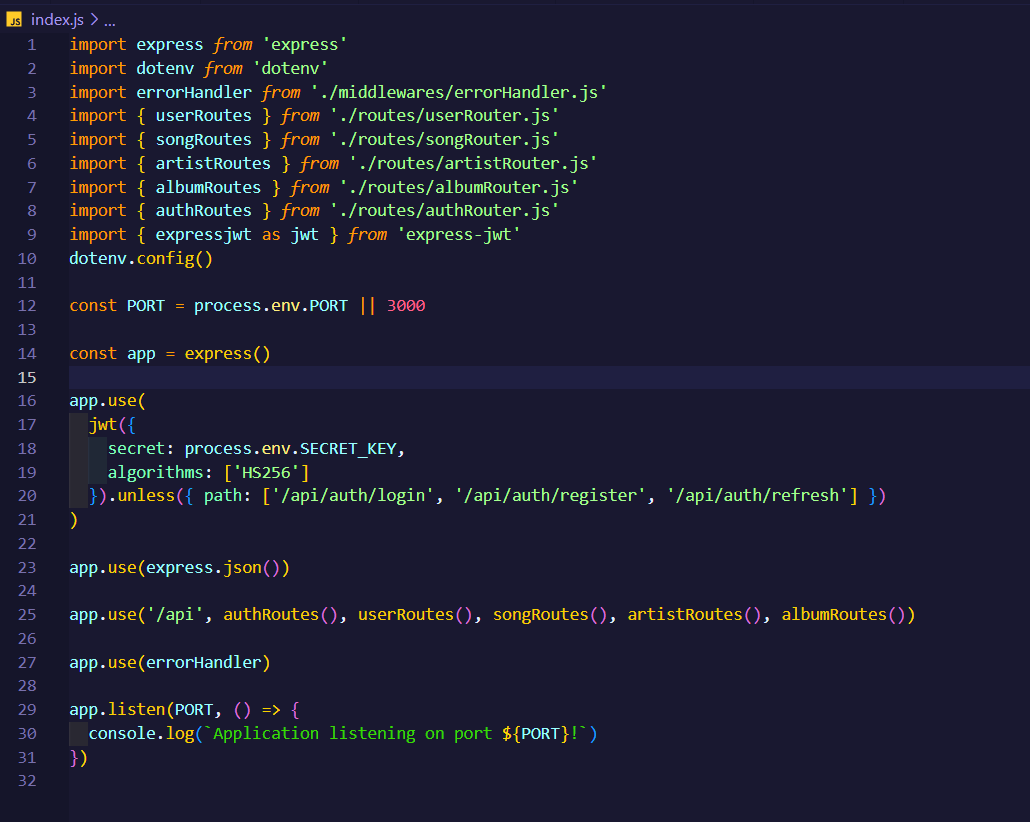 JS index.js > ...
1 import express from 'express'
2 import dotenv from 'dotenv'
3 import errorHandler from './middlewares/errorHandler.js'
4 import { userRoutes } from './routes/userRouter.js'
5 import { songRoutes } from './routes/songRouter.js'
6 import { artistRoutes } from './routes/artistRouter.js'
7 import { albumRoutes } from './routes/albumRouter.js'
8 import { authRoutes } from './routes/authRouter.js'
9 import { expressjwt as jwt } from 'express-jwt'
10 dotenv.config()
11
12 const PORT = process.env.PORT || 3000
13
14 const app = express()
15
16 app.use(
17   jwt({
18     secret: process.env.SECRET_KEY,
19     algorithms: ['HS256']
20   }).unless({ path: ['/api/auth/login', '/api/auth/register', '/api/auth/refresh'] })
21 )
22
23 app.use(express.json())
24
25 app.use('/api', authRoutes(), userRoutes(), songRoutes(), artistRoutes(), albumRoutes())
26
27 app.use(errorHandler)
28
29 app.listen(PORT, () => {
30   console.log(`Application listening on port ${PORT}!`)
31 })
32